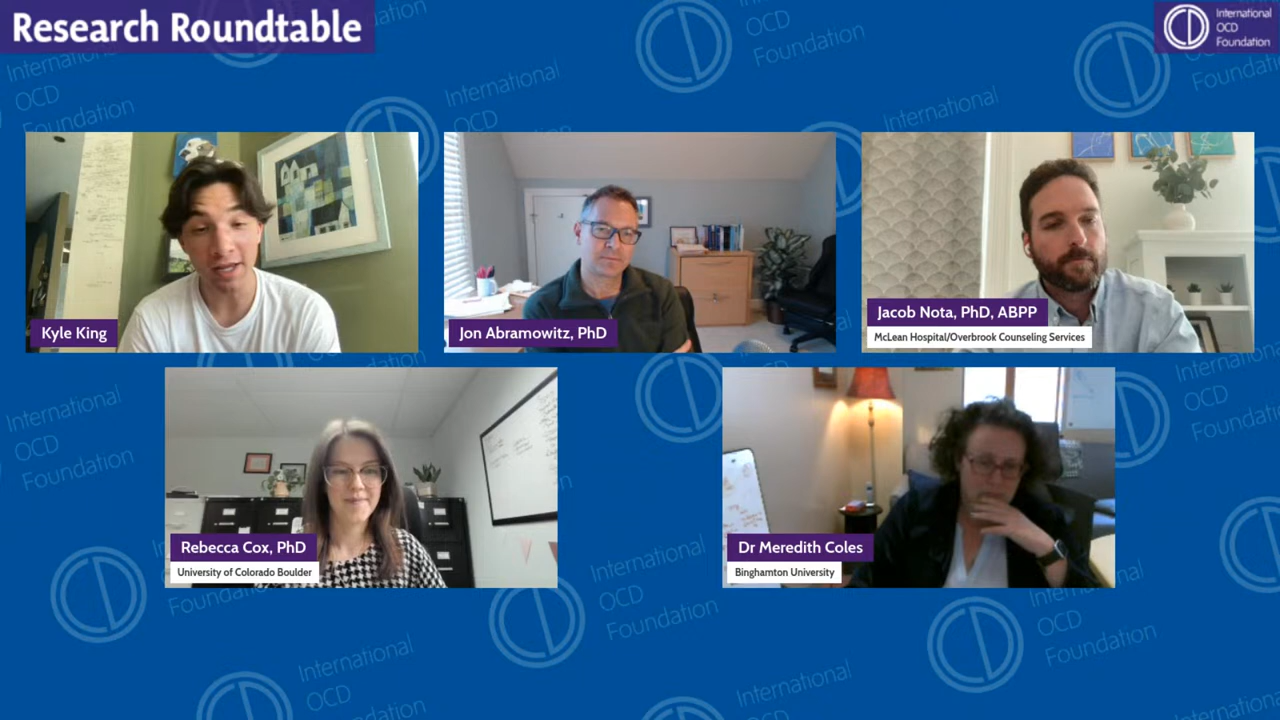 Research Roundtable
International
OCD
Foundation
Kyle King
Jon Abramowitz, PhD
Jacob Nota, PhD, ABPP
McLean Hospital/Overbrook Counseling Services
Rebecca Cox, PhD
University of Colorado Boulder
Dr Meredith Coles
Binghamton University